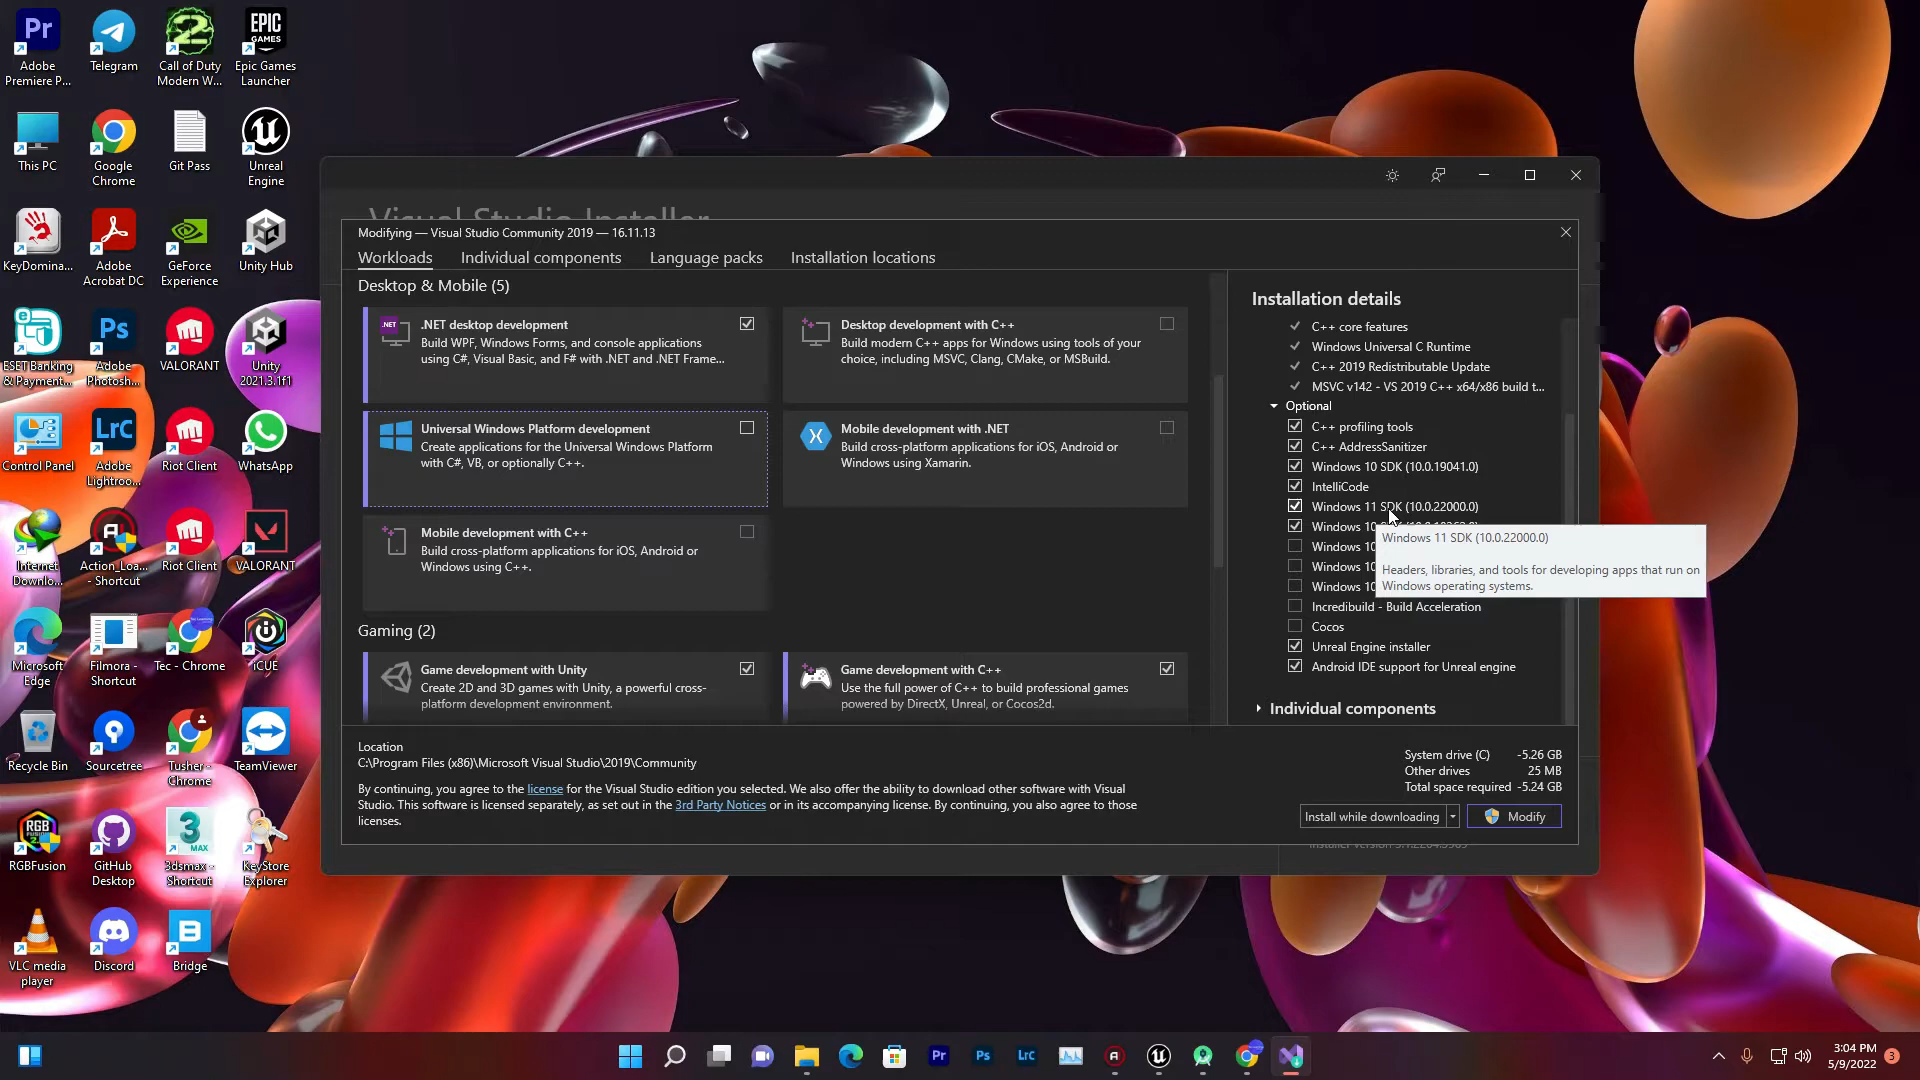 Adobe
Premiere P...
Telegram
Call of Duty
Modern W...
Epic Games
Launcher
This PC
Google
Chrome
Git Pass
Unreal
Engine
KeyDomina...
Adobe
Acrobat DC
GeForce
Experience
Unity Hub
ESET Banking
& Payment...
Adobe
Photosh...
VALORANT
Unity
2021.3.1f1
Control Panel
Adobe
Lightroo...
Riot Client
WhatsApp
Internet
Downlo...
Action_Loa...
- Shortcut
Riot Client
VALORANT
Microsoft
Edge
Filmora -
Shortcut
Tec - Chrome
iCUE
Recycle Bin
Sourcetree
Tusher -
Chrome
TeamViewer
RGBFusion
GitHub
Desktop
3dsmax -
Shortcut
KeyStore
Explorer
VLC media
player
Discord
Bridge
Visual Studio Installer
Modifying — Visual Studio Community 2019 — 16.11.13
Workloads
Individual components
Language packs
Installation locations
Desktop & Mobile (5)
.NET desktop development
Build WPF, Windows Forms, and console applications
using C#, Visual Basic, and F# with .NET and .NET Frame...
Desktop development with C++
Build modern C++ apps for Windows using tools of your
choice, including MSVC, Clang, CMake, or MSBuild.
Universal Windows Platform development
Create applications for the Universal Windows Platform
with C#, VB, or optionally C++.
Mobile development with .NET
Build cross-platform applications for iOS, Android or
Windows using Xamarin.
Mobile development with C++
Build cross-platform applications for iOS, Android or
Windows using C++.
Gaming (2)
Game development with Unity
Create 2D and 3D games with Unity, a powerful cross-
platform development environment.
Game development with C++
Use the full power of C++ to build professional games
powered by DirectX, Unreal, or Cocos2d.
Installation details
C++ core features
Windows Universal C Runtime
C++ 2019 Redistributable Update
MSVC v142 - VS 2019 C++ x64/x86 build t...
Optional
C++ profiling tools
C++ AddressSanitizer
Windows 10 SDK (10.0.19041.0)
IntelliCode
Windows 11 SDK (10.0.22000.0)
Windows 10
Windows 10
Windows 10
Windows 10
Windows 11 SDK (10.0.22000.0)
Headers, libraries, and tools for developing apps that run on
Windows operating systems.
Incredibuild - Build Acceleration
Cocos
Unreal Engine installer
Android IDE support for Unreal engine
Individual components
Location
C:\Program Files (x86)\Microsoft Visual Studio\2019\Community
By continuing, you agree to the license for the Visual Studio edition you selected. We also offer the ability to download other software with Visual
Studio. This software is licensed separately, as set out in the 3rd Party Notices or in its accompanying license. By continuing, you also agree to those
licenses.
System drive (C) -5.26 GB
Other drives 25 MB
Total space required -5.24 GB
Install while downloading
Modify
3:04 PM
5/9/2022
3